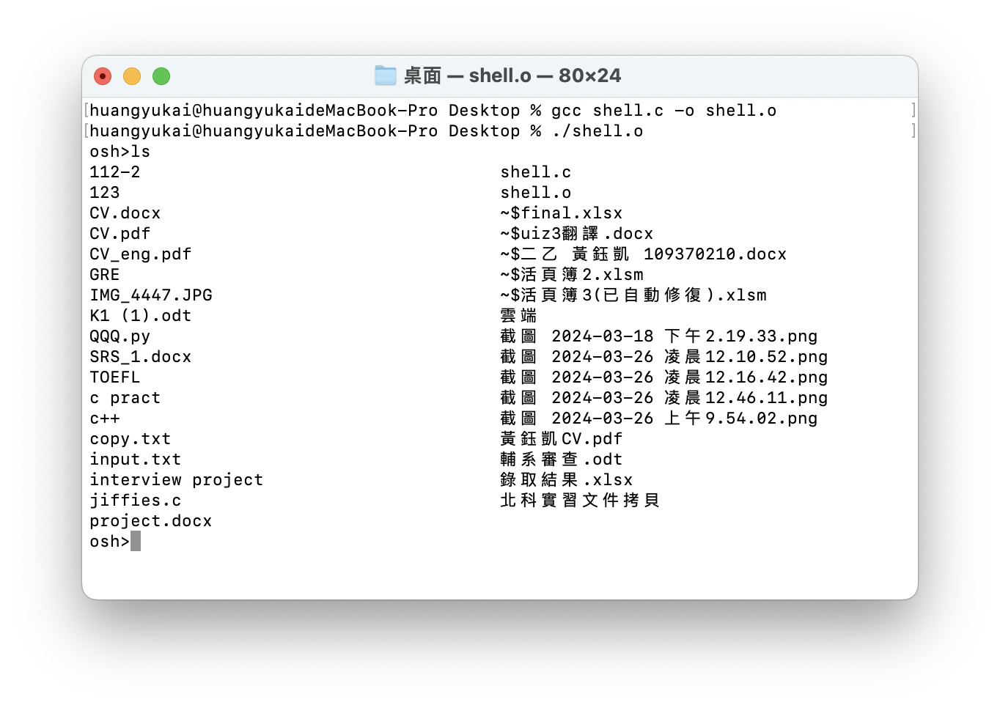 桌面 — shell.o — 80×24
[huangyukai@huangyukaideMacBook-Pro Desktop % gcc shell.c -o shell.o ]
[huangyukai@huangyukaideMacBook-Pro Desktop % ./shell.o ]
osh>ls
112-2 shell.c
123 shell.o
CV.docx ~$final.xlsx
CV.pdf ~$uiz3翻譯.docx
CV_eng.pdf ~$二乙 黃鈺凱 109370210.docx
GRE ~$活頁簿2.xlsm
IMG_4447.JPG ~$活頁簿3(已自動修復).xlsm
K1 (1).odt 雲端
QQQ.py 截圖 2024-03-18 下午2.19.33.png
SRS_1.docx 截圖 2024-03-26 凌晨12.10.52.png
TOEFL 截圖 2024-03-26 凌晨12.16.42.png
c pract 截圖 2024-03-26 凌晨12.46.11.png
c++ 截圖 2024-03-26 上午9.54.02.png
copy.txt 黃鈺凱CV.pdf
input.txt 輔系審查.odt
interview project 錄取結果.xlsx
jiffies.c 北科實習文件拷貝
project.docx
osh>